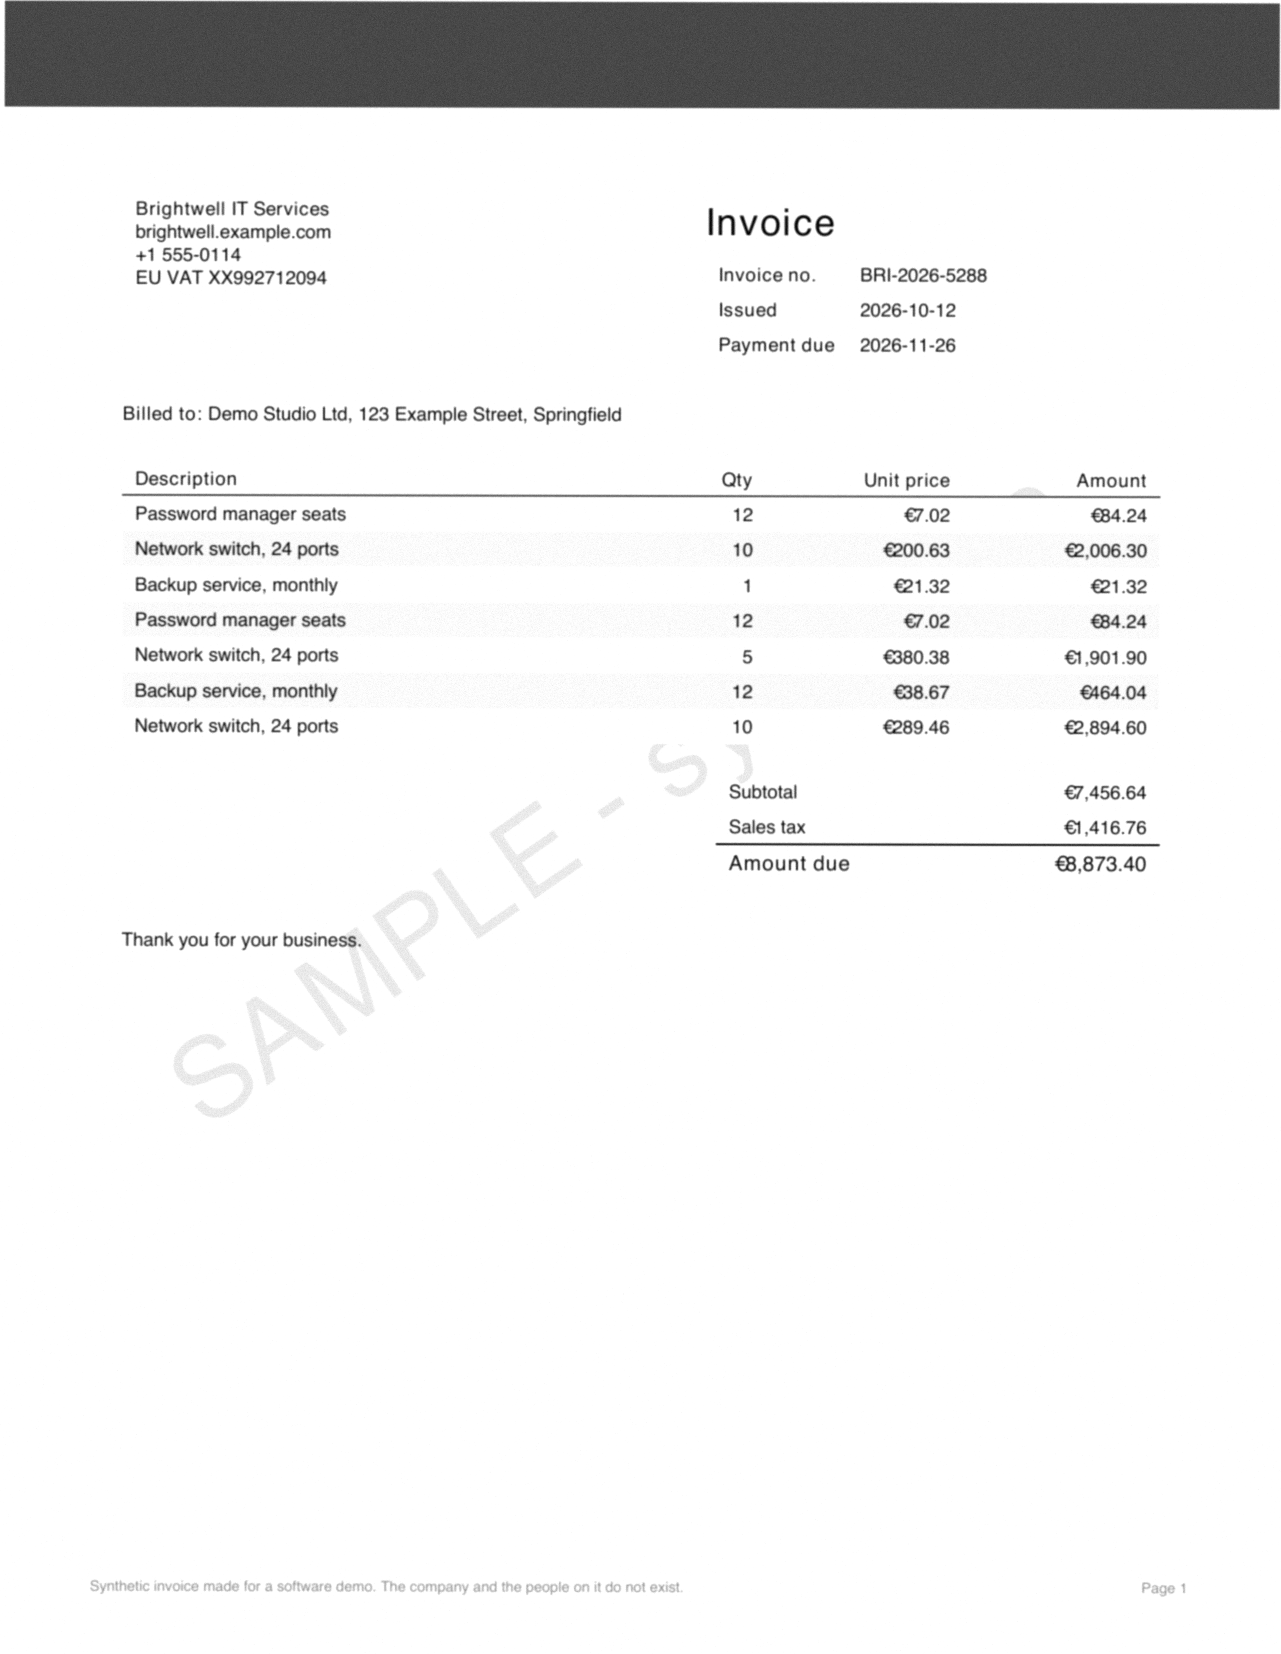 Brightwell IT Services
brightwell.example.com
+1 555-0114
EU VAT XX992712094
Invoice
Invoice no. BRI-2026-5288
Issued 2026-10-12
Payment due 2026-11-26
Billed to: Demo Studio Ltd, 123 Example Street, Springfield
Description Qty Unit price Amount
Password manager seats 12 €7.02 €84.24
Network switch, 24 ports 10 €200.63 €2,006.30
Backup service, monthly 1 €21.32 €21.32
Password manager seats 12 €7.02 €84.24
Network switch, 24 ports 5 €380.38 €1,901.90
Backup service, monthly 12 €38.67 €464.04
Network switch, 24 ports 10 €289.46 €2,894.60
Subtotal €7,456.64
Sales tax €1,416.76
Amount due €8,873.40
Thank you for your business.
SAMPLE -
Synthetic invoice made for a software demo. The company and the people on it do not exist. Page 1